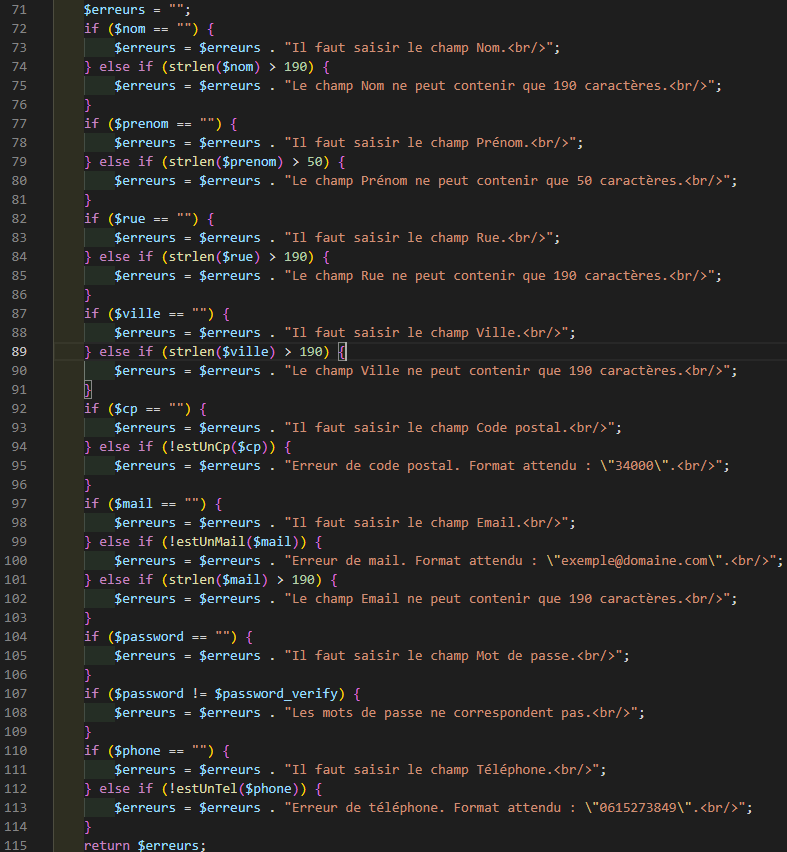 71 $erreurs = "";
72 if ($nom == "") {
73 $erreurs = $erreurs . "Il faut saisir le champ Nom.<br/>";
74 } else if (strlen($nom) > 190) {
75 $erreurs = $erreurs . "Le champ Nom ne peut contenir que 190 caractères.<br/>";
76 }
77 if ($prenom == "") {
78 $erreurs = $erreurs . "Il faut saisir le champ Prénom.<br/>";
79 } else if (strlen($prenom) > 50) {
80 $erreurs = $erreurs . "Le champ Prénom ne peut contenir que 50 caractères.<br/>";
81 }
82 if ($rue == "") {
83 $erreurs = $erreurs . "Il faut saisir le champ Rue.<br/>";
84 } else if (strlen($rue) > 190) {
85 $erreurs = $erreurs . "Le champ Rue ne peut contenir que 190 caractères.<br/>";
86 }
87 if ($ville == "") {
88 $erreurs = $erreurs . "Il faut saisir le champ Ville.<br/>";
89 } else if (strlen($ville) > 190) {
90 $erreurs = $erreurs . "Le champ Ville ne peut contenir que 190 caractères.<br/>";
91 }
92 if ($cp == "") {
93 $erreurs = $erreurs . "Il faut saisir le champ Code postal.<br/>";
94 } else if (!estUnCp($cp)) {
95 $erreurs = $erreurs . "Erreur de code postal. Format attendu : \"34000\".<br/>";
96 }
97 if ($mail == "") {
98 $erreurs = $erreurs . "Il faut saisir le champ Email.<br/>";
99 } else if (!estUnMail($mail)) {
100 $erreurs = $erreurs . "Erreur de mail. Format attendu : \"exemple@domaine.com\".<br/>";
101 } else if (strlen($mail) > 190) {
102 $erreurs = $erreurs . "Le champ Email ne peut contenir que 190 caractères.<br/>";
103 }
104 if ($password == "") {
105 $erreurs = $erreurs . "Il faut saisir le champ Mot de passe.<br/>";
106 }
107 if ($password != $password_verify) {
108 $erreurs = $erreurs . "Les mots de passe ne correspondent pas.<br/>";
109 }
110 if ($phone == "") {
111 $erreurs = $erreurs . "Il faut saisir le champ Téléphone.<br/>";
112 } else if (!estUnTel($phone)) {
113 $erreurs = $erreurs . "Erreur de téléphone. Format attendu : \"0615273849\".<br/>";
114 }
115 return $erreurs;